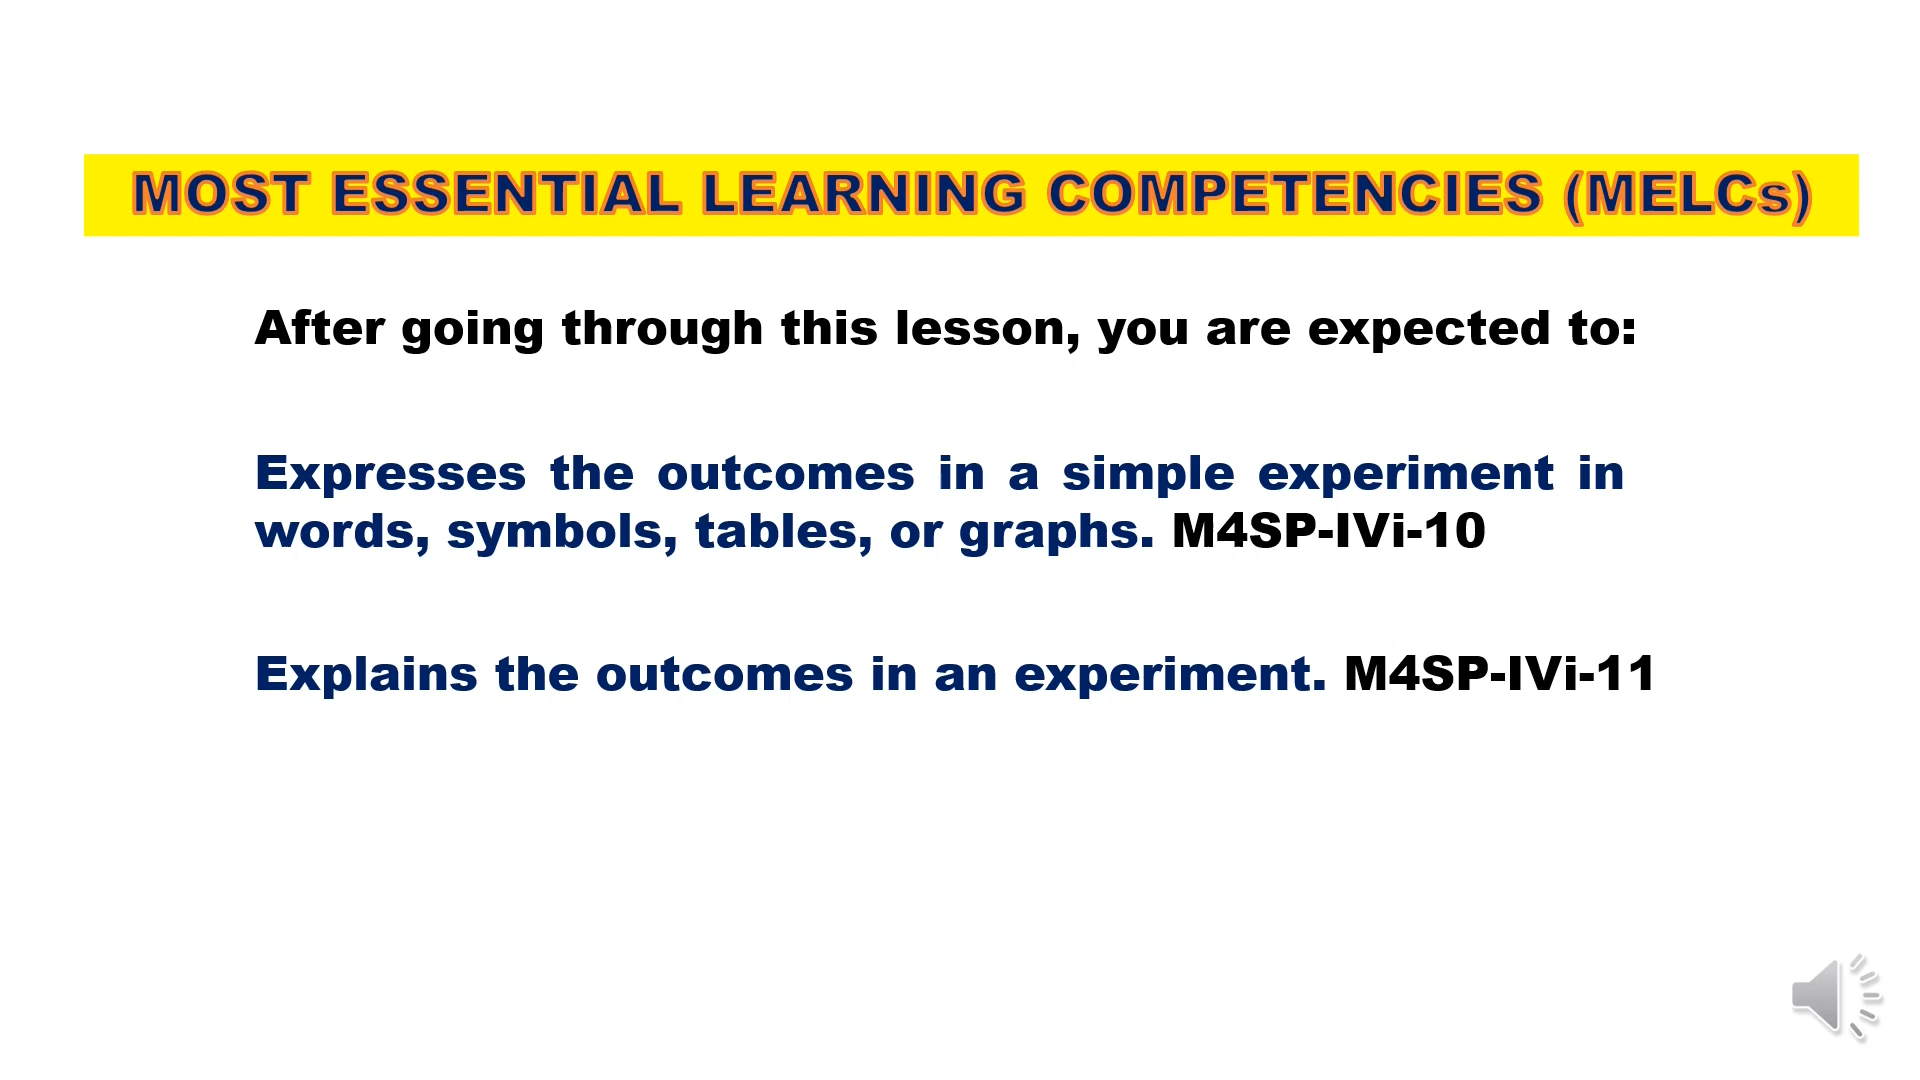 MOST ESSENTIAL LEARNING COMPETENCIES (MELCs)
After going through this lesson, you are expected to:
Expresses the outcomes in a simple experiment in
words, symbols, tables, or graphs. M4SP-IVi-10
Explains the outcomes in an experiment. M4SP-IVi-11